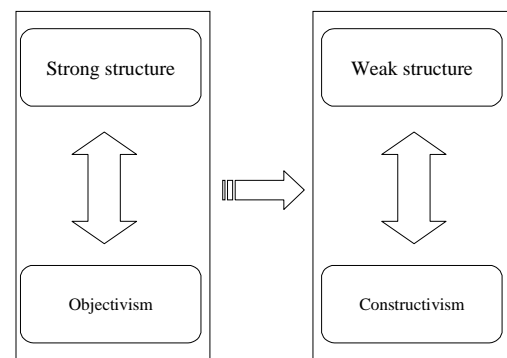 Strong structure
Weak structure
Objectivism
Constructivism